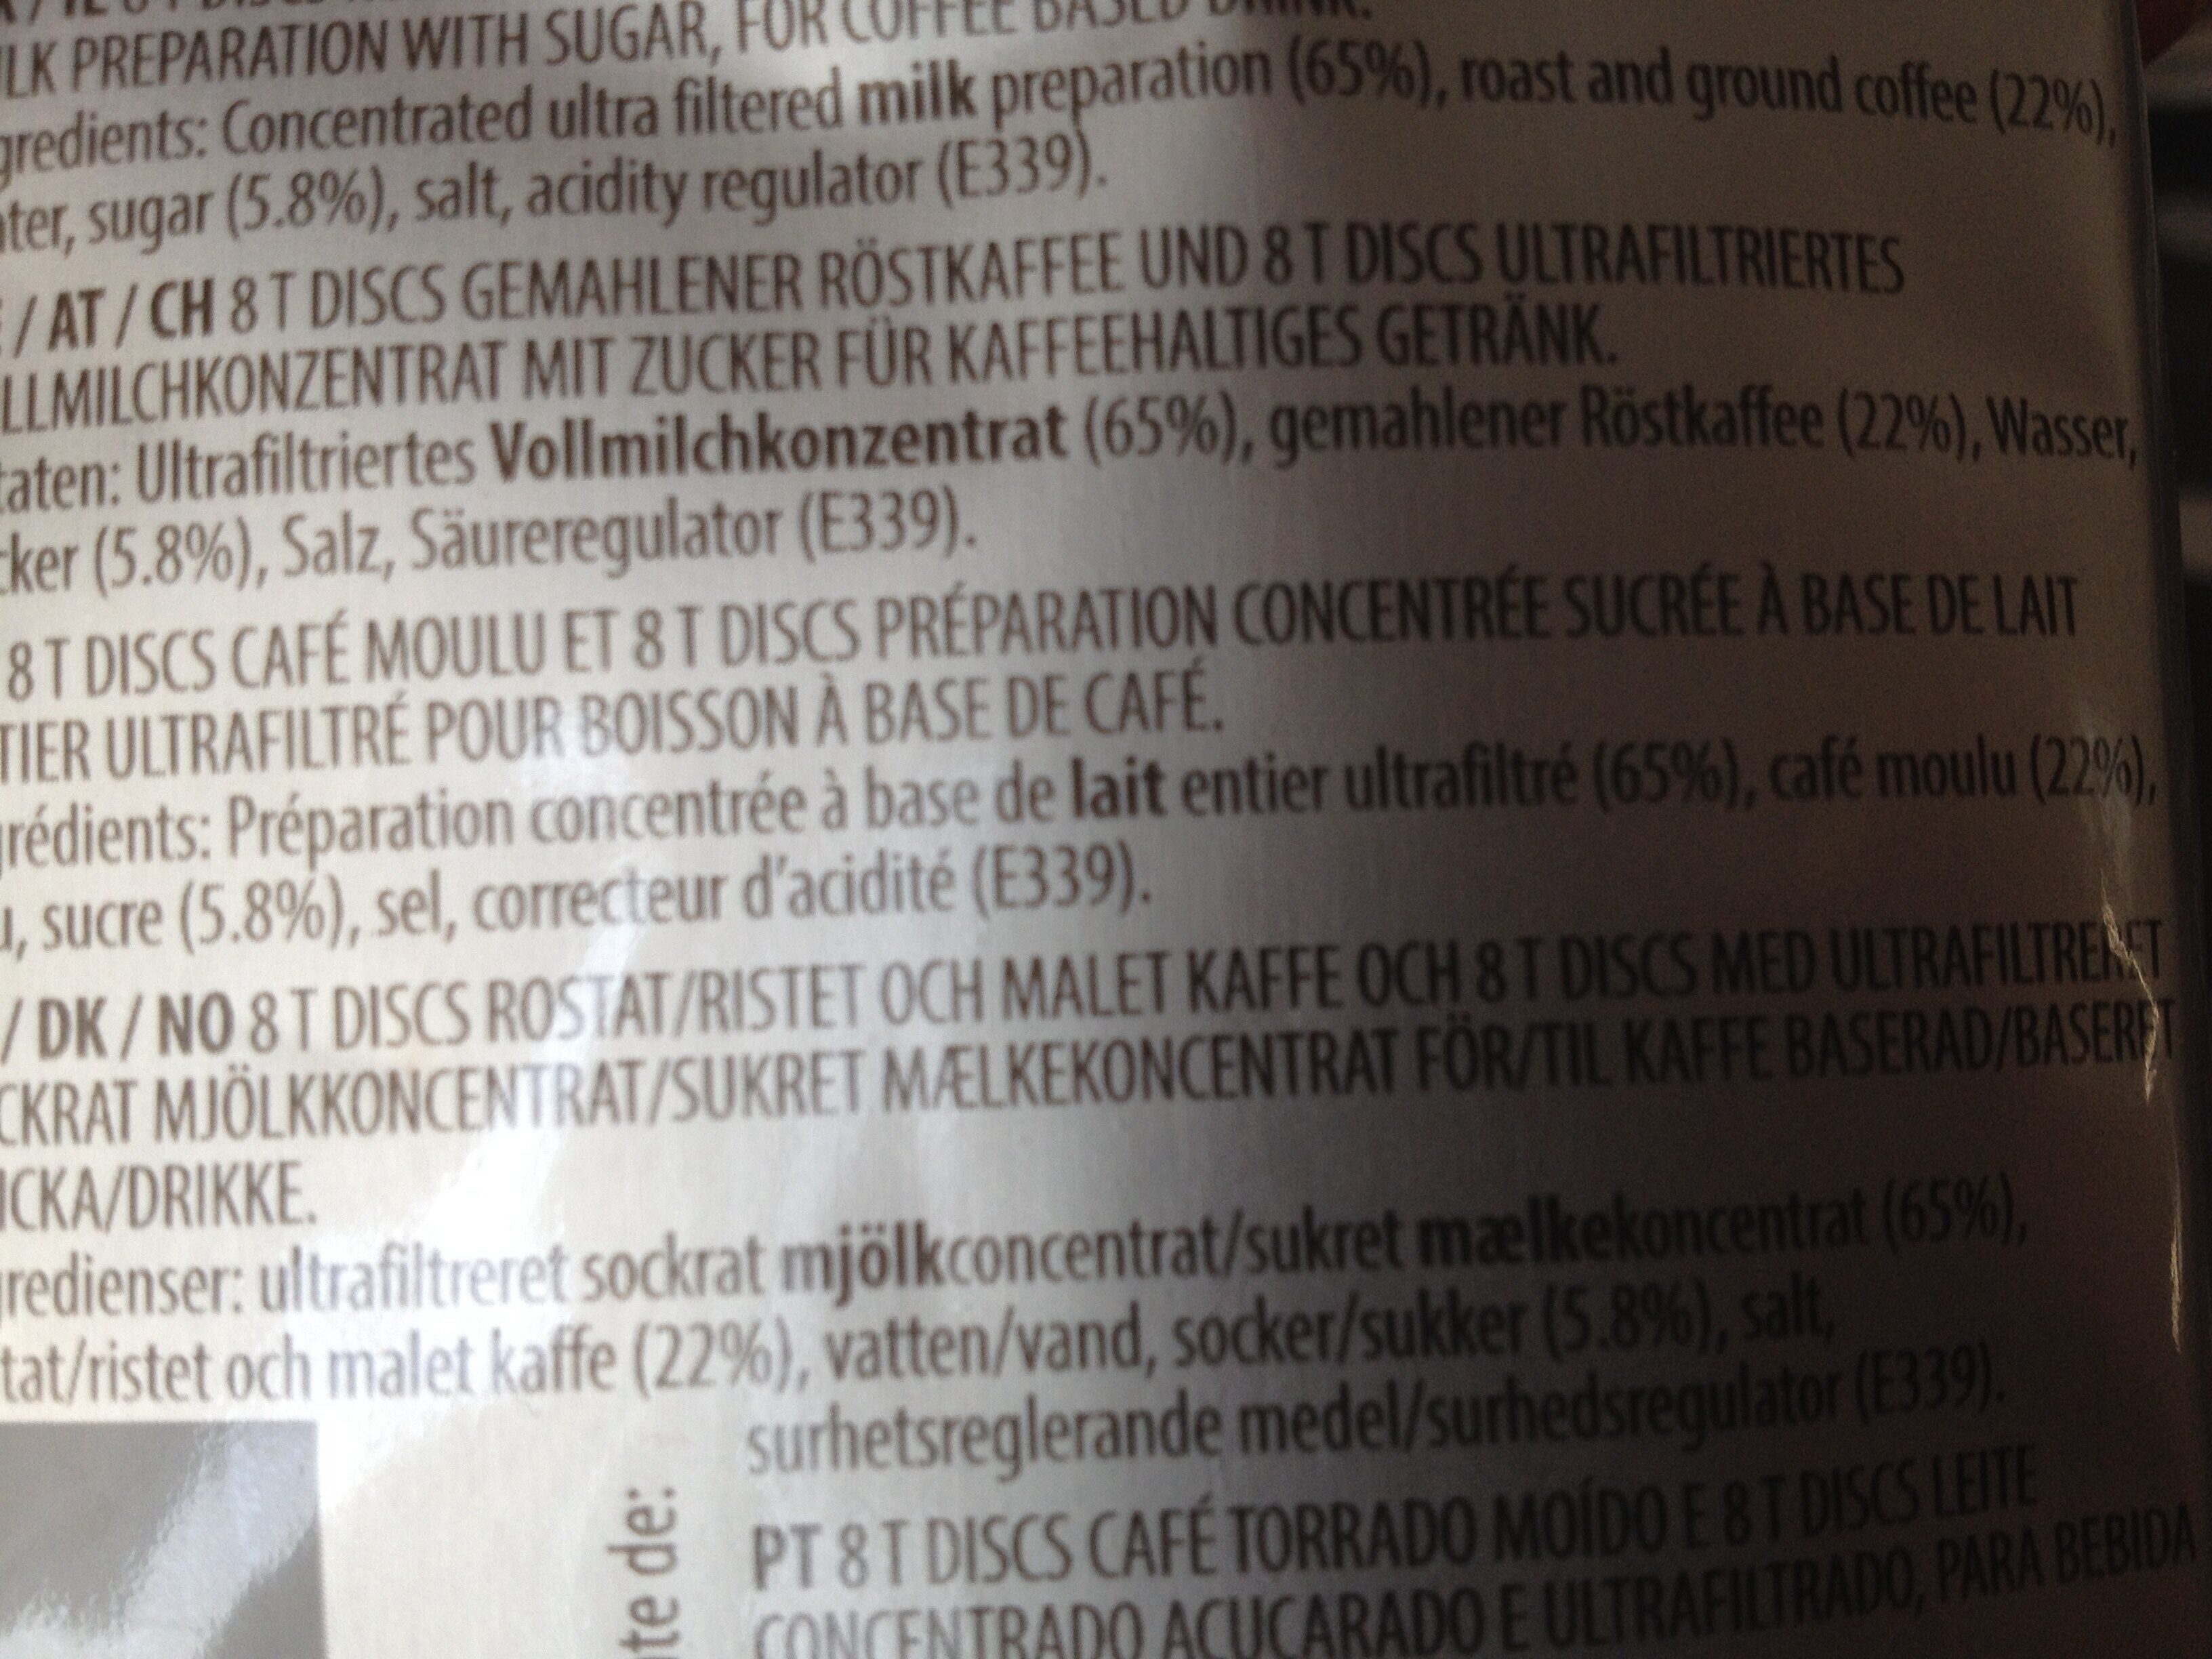 LK PREPARATION WITH SUGAR, FOR COFFEE BASED DRINK.
gredients: Concentrated ultra filtered milk preparation (65%), roast and ground coffee (22%),
ter, sugar (5.8%), salt, acidity regulator (E339).
/ AT / CH 8 T DISCS GEMAHLENER RÖSTKAFFEE UND 8 T DISCS ULTRAFILTRIERTES
LLMILCHKONZENTRAT MIT ZUCKER FÜR KAFFEEHALTIGES GETRÄNK.
taten: Ultrafiltriertes Vollmilchkonzentrat (65%), gemahlener Röstkaffee (22%), Wasser,
cker (5.8%), Salz, Säureregulator (E339).
8 T DISCS CAFÉ MOULU ET 8 T DISCS PRÉPARATION CONCENTRÉE SUCRÉE À BASE DE LAIT
TIER ULTRAFILTRÉ POUR BOISSON À BASE DE CAFÉ.
grédients: Préparation concentrée à base de lait entier ultrafiltré (65%), café moulu (22%),
u, sucre (5.8%), sel, correcteur d'acidité (E339).
/ DK / NO 8 T DISCS ROSTAT/RISTET OCH MALET KAFFE OCH 8 T DISCS MED ULTRAFILTRERET
CKRAT MJÖLKKONCENTRAT/SUKRET MÆLKEKONCENTRAT FÖR/TIL KAFFE BASERAD/BASERET
ICKA/DRIKKE.
gredienser: ultrafiltreret sockrat mjölkconcentrat/sukret mælkekoncentrat (65%),
tat/ristet och malet kaffe (22%), vatten/vand, socker/sukker (5.8%), salt,
surhetsreglerande medel/surhedsregulator (E339).
PT 8 T DISCS CAFÉ TORRADO MOÍDO E 8 T DISCS LEITE
CONCENTRADO AÇUCARADO E ULTRAFILTRADO, PARA BEBIDA
te de: